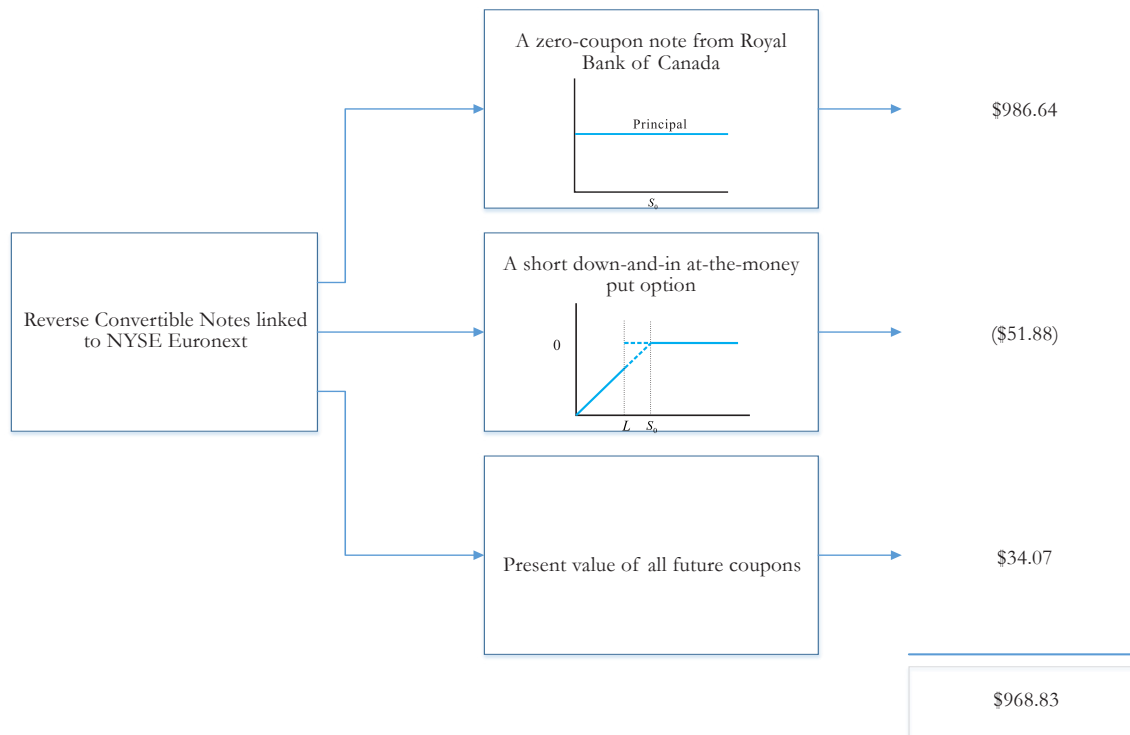 A zero-coupon note from Royal
Bank of Canada
Principal
S₀
$986.64
Reverse Convertible Notes linked
to NYSE Euronext
A short down-and-in at-the-money
put option
0
L S₀
($51.88)
Present value of all future coupons
$34.07
$968.83